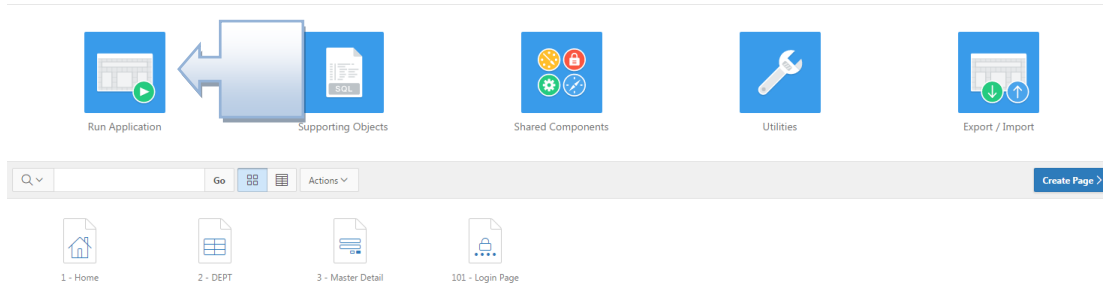 SQL
Run Application
Supporting Objects
Shared Components
Utilities
Export / Import
Go
Actions
Create Page
1 - Home
2 - DEPT
3 - Master Detail
101 - Login Page